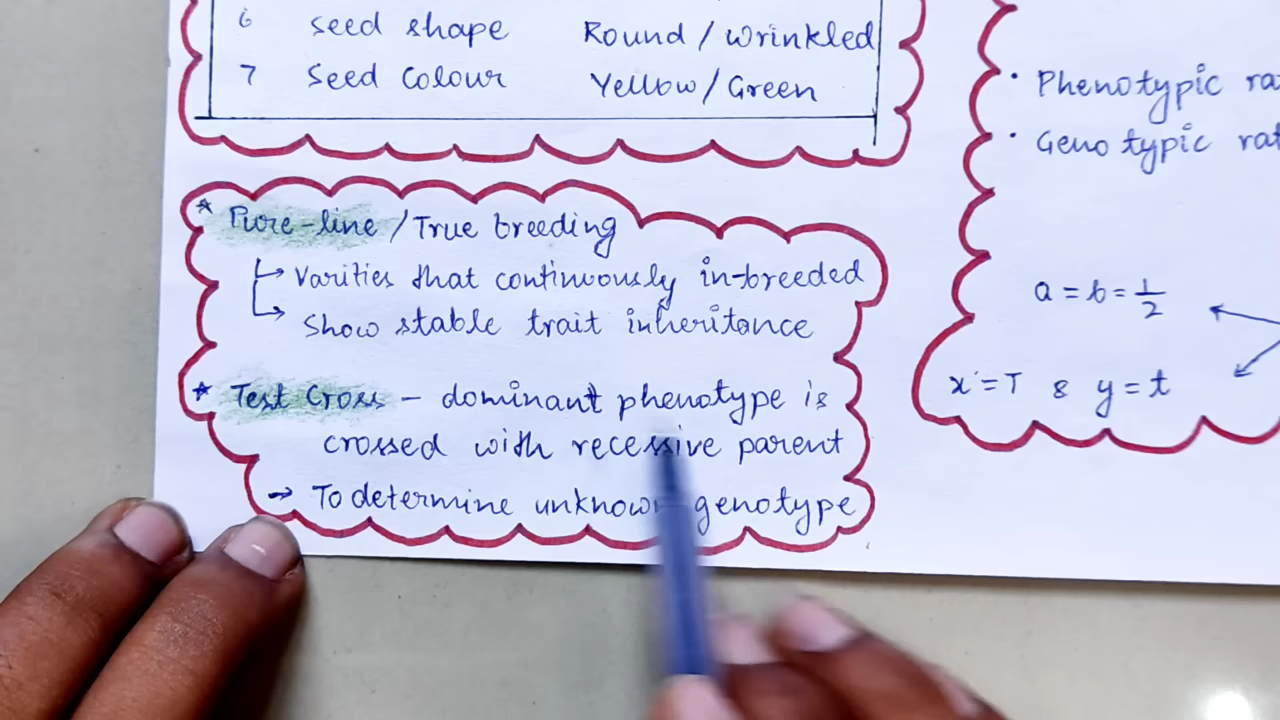 6 seed shape Round / wrinkled
7 Seed Colour Yellow / Green
* Pure-line / True breeding
↳ Varities that continuously in-breeded
↳ Show stable trait inheritance
* Test Cross – dominant phenotype is
crossed with recessive parent
→ To determine unknown genotype
• Phenotypic ra
• Genotypic rat
a = b = 1/2
x = T & y = t